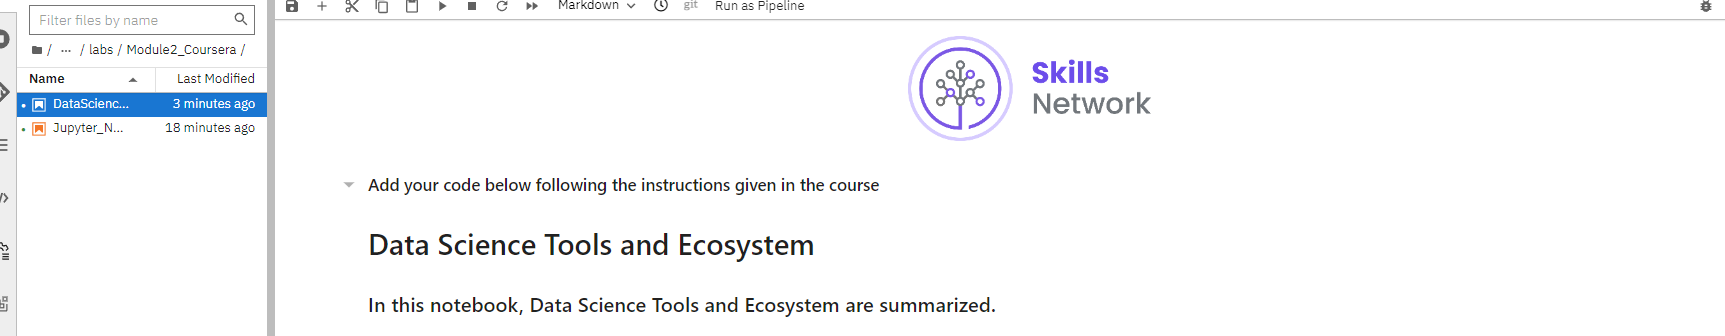 Filter files by name
/ ... / labs / Module2_Coursera /
Name Last Modified
DataScienc... 3 minutes ago
Jupyter_N... 18 minutes ago
Markdown git Run as Pipeline
Skills
Network
Add your code below following the instructions given in the course
Data Science Tools and Ecosystem
In this notebook, Data Science Tools and Ecosystem are summarized.